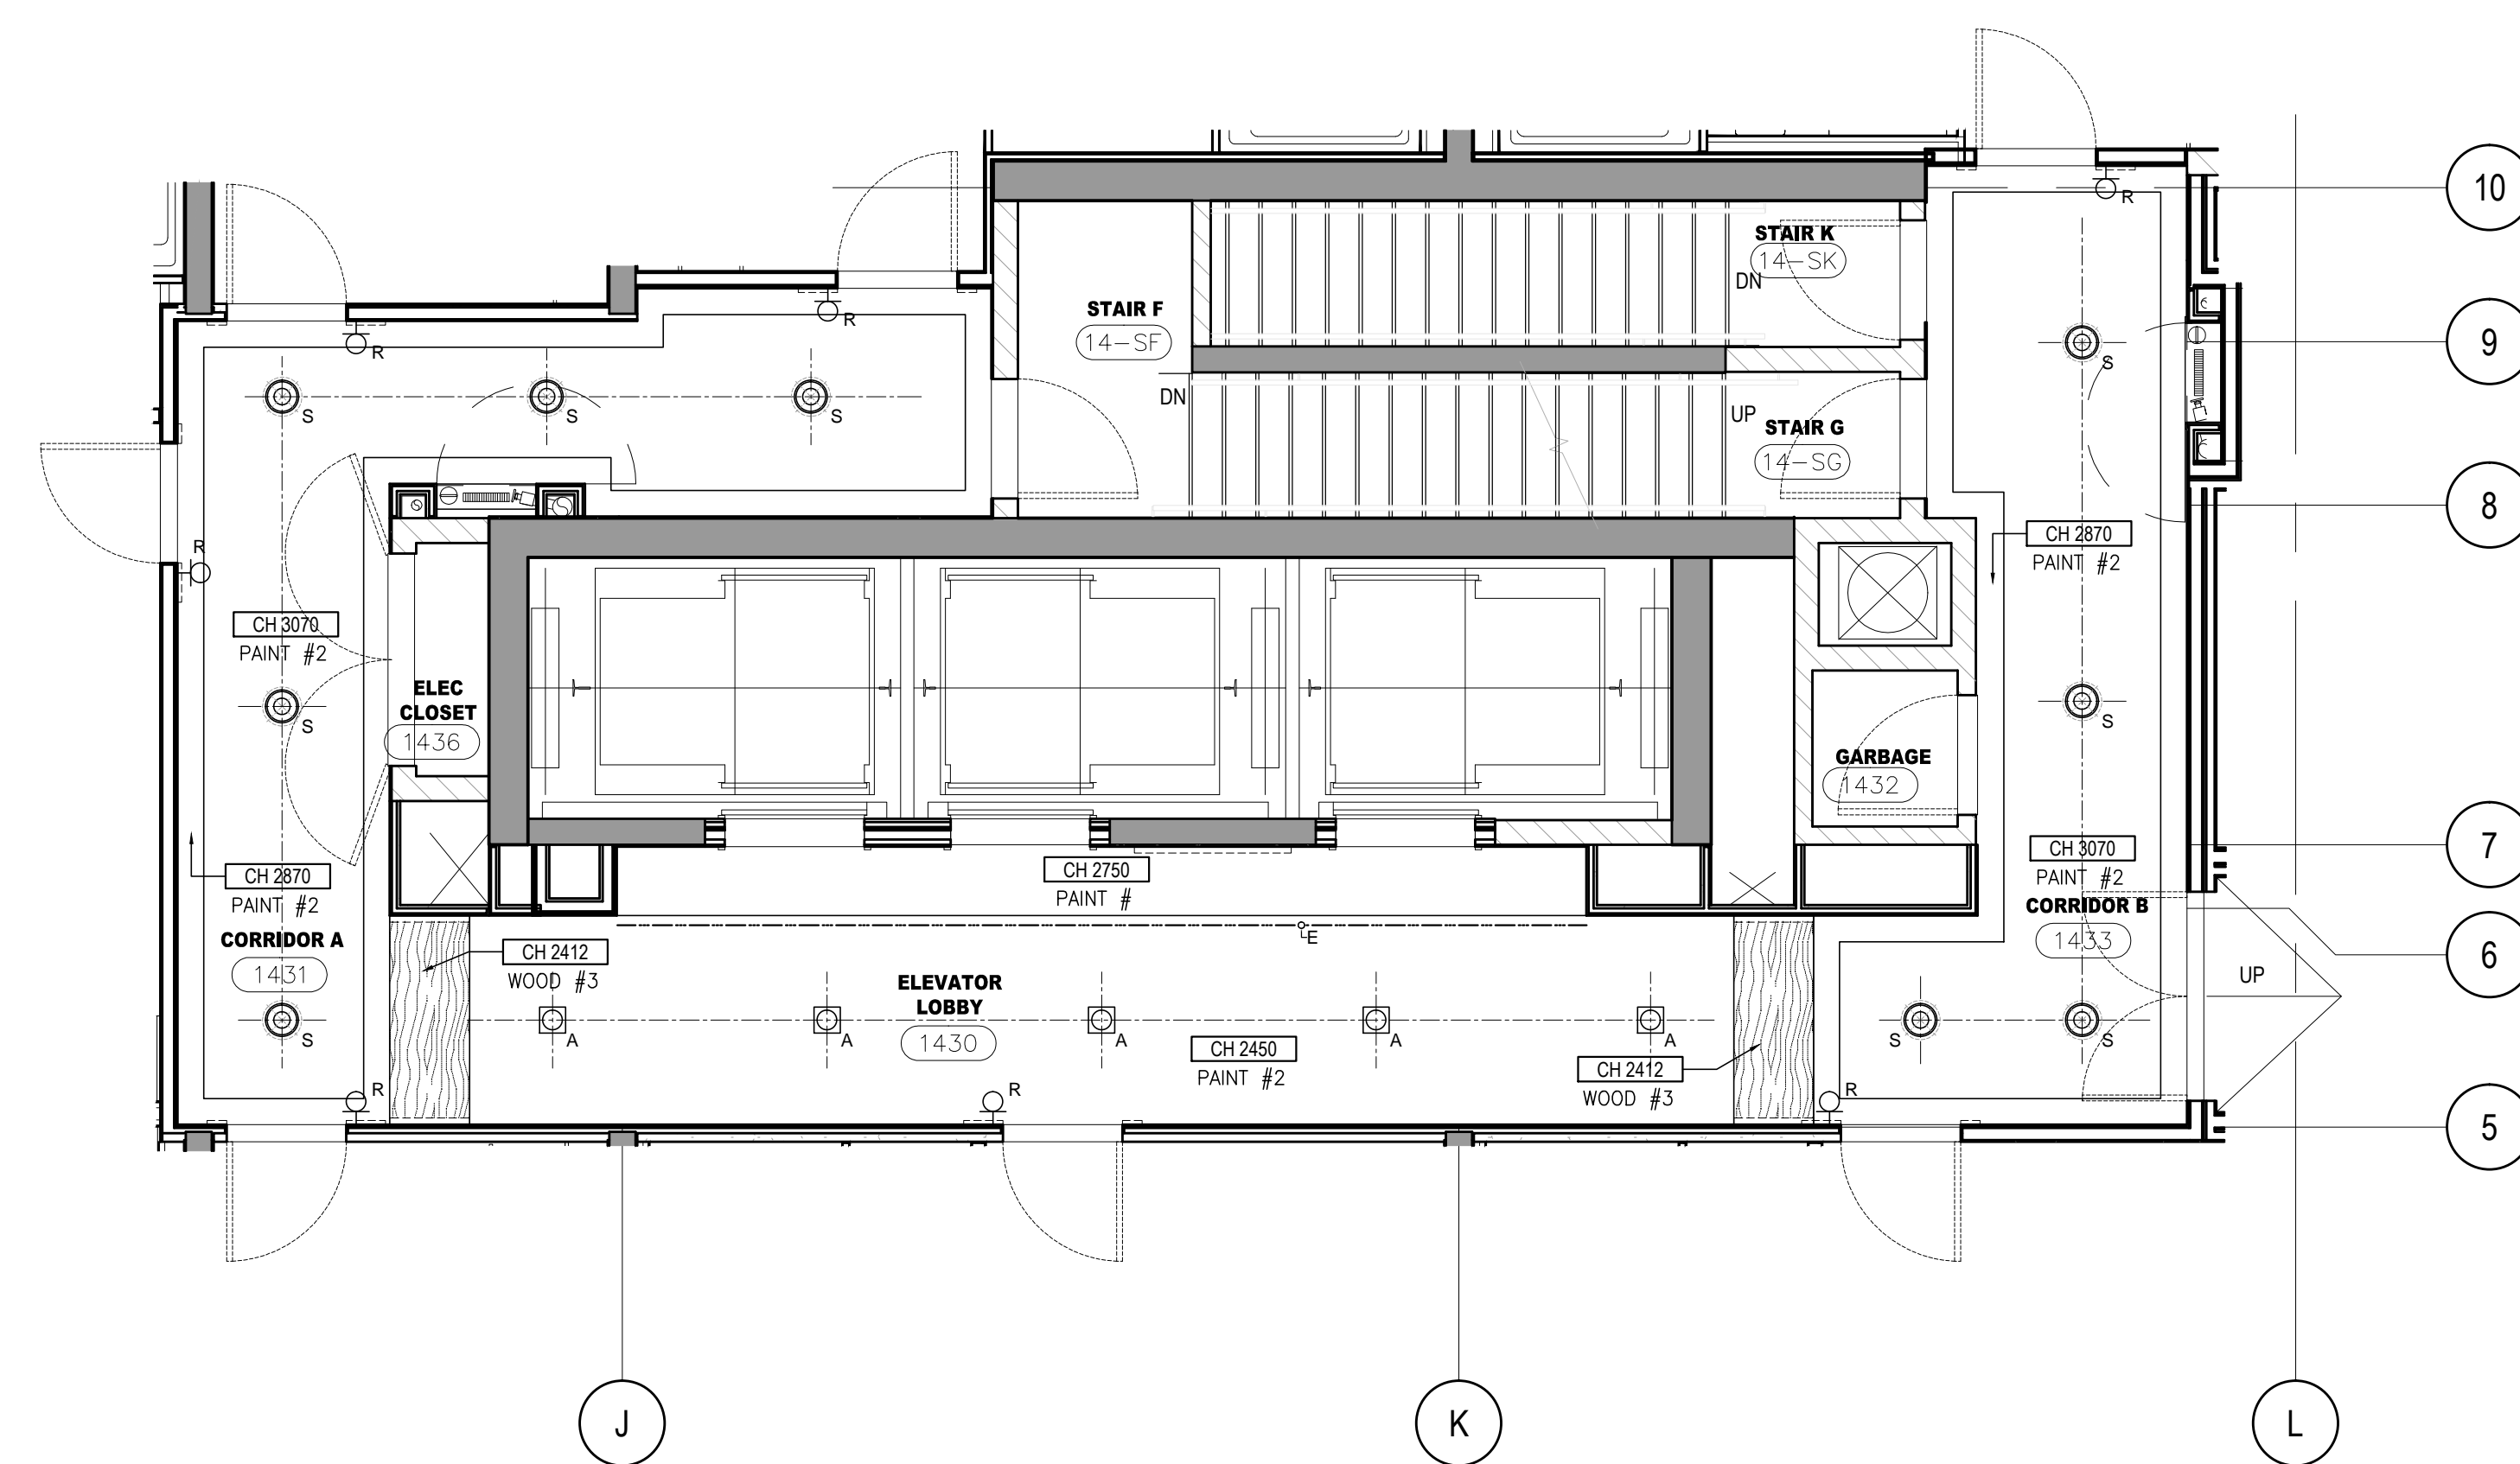 10
R
STAIR K
14-SK
DN
STAIR F
14-SF
R
R
9
S
S
S
S
DN
UP
STAIR G
14-SG
8
CH 2870
PAINT #2
R
CH 3070
PAINT #2
ELEC
CLOSET
1436
S
S
GARBAGE
1432
CH 2870
PAINT #2
CH 2750
PAINT #
CH 3070
PAINT #2
7
CORRIDOR A
1431
CH 2412
WOOD #3
E
CORRIDOR B
1433
6
UP
ELEVATOR
LOBBY
1430
S
A
A
A
A
A
S
S
CH 2450
PAINT #2
CH 2412
WOOD #3
R
R
R
5
J
K
L